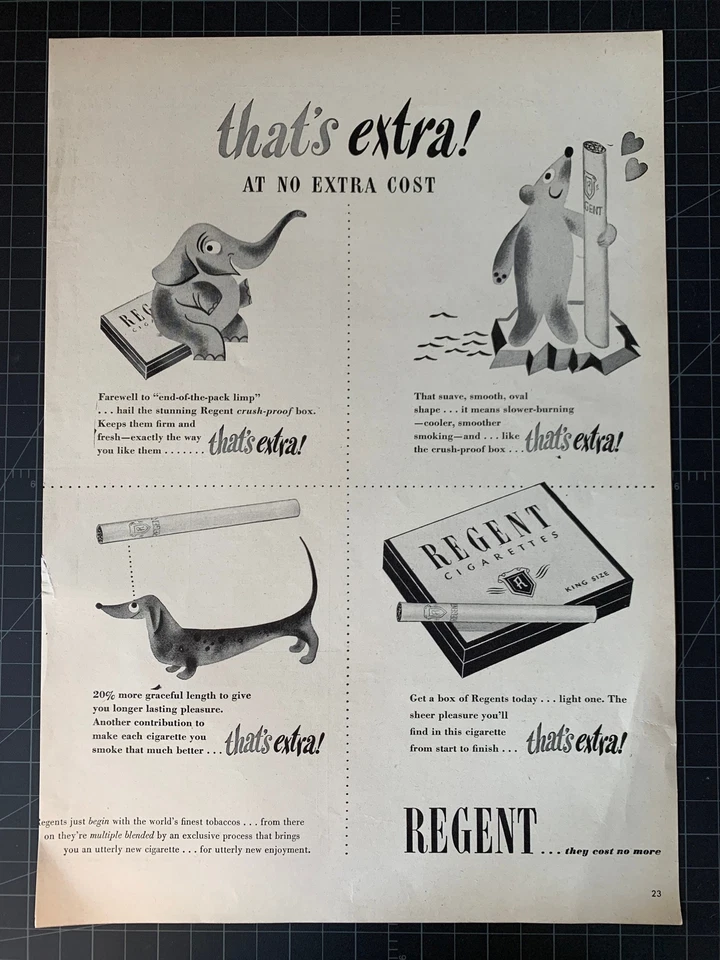 that's extra!
AT NO EXTRA COST
REG
CIG
Farewell to “end-of-the-pack limp”
. . . hail the stunning Regent crush-proof box.
Keeps them firm and
fresh—exactly the way
you like them . . . . . . . that's extra!
GENT
That suave, smooth, oval
shape . . . it means slower-burning
—cooler, smoother
smoking—and . . . like
the crush-proof box . . . that's extra!
20% more graceful length to give
you longer lasting pleasure.
Another contribution to
make each cigarette you
smoke that much better . . . that's extra!
REGENT
CIGARETTES
R
KING SIZE
REGENT
Get a box of Regents today . . . light one. The
sheer pleasure you'll
find in this cigarette
from start to finish . . . that's extra!
egents just begin with the world's finest tobaccos . . . from there
on they're multiple blended by an exclusive process that brings
you an utterly new cigarette . . . for utterly new enjoyment.
REGENT . . . they cost no more
23